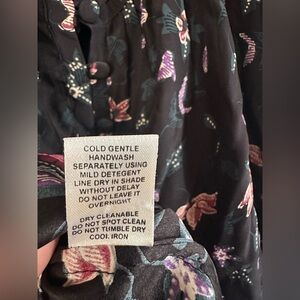 COLD GENTLE
HANDWASH
SEPARATELY USING
MILD DETEGENT
LINE DRY IN SHADE
WITHOUT DELAY
DO NOT LEAVE IT
OVERNIGHT
DRY CLEANABLE
DO NOT SPOT CLEAN
DO NOT TUMBLE DRY
COOL IRON